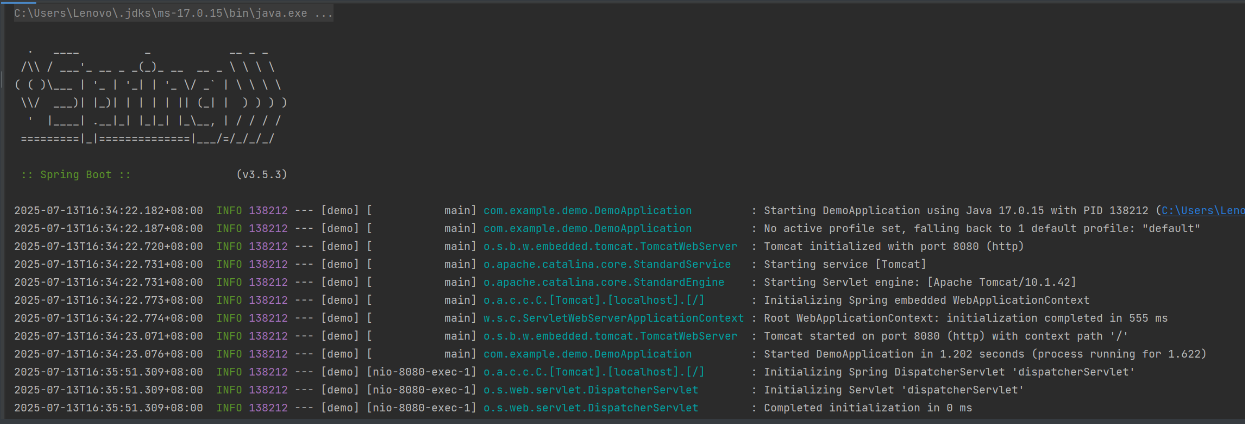 C:\Users\Lenovo\.jdks\ms-17.0.15\bin\java.exe ...
  .   ____          _            __ _ _
 /\\ / ___'_ __ _ _(_)_ __  __ _ \ \ \ \
( ( )\___ | '_ | '_| | '_ \/ _` | \ \ \ \
 \\/  ___)| |_)| | | | | || (_| |  ) ) ) )
  '  |____| .__|_| |_|_| |_\__, | / / / /
 =========|_|==============|___/=/_/_/_/
 :: Spring Boot ::                (v3.5.3)
2025-07-13T16:34:22.182+08:00  INFO 138212 --- [demo] [           main] com.example.demo.DemoApplication         : Starting DemoApplication using Java 17.0.15 with PID 138212 (C:\Users\Leno
2025-07-13T16:34:22.187+08:00  INFO 138212 --- [demo] [           main] com.example.demo.DemoApplication         : No active profile set, falling back to 1 default profile: "default"
2025-07-13T16:34:22.720+08:00  INFO 138212 --- [demo] [           main] o.s.b.w.embedded.tomcat.TomcatWebServer  : Tomcat initialized with port 8080 (http)
2025-07-13T16:34:22.731+08:00  INFO 138212 --- [demo] [           main] o.apache.catalina.core.StandardService   : Starting service [Tomcat]
2025-07-13T16:34:22.731+08:00  INFO 138212 --- [demo] [           main] o.apache.catalina.core.StandardEngine    : Starting Servlet engine: [Apache Tomcat/10.1.42]
2025-07-13T16:34:22.773+08:00  INFO 138212 --- [demo] [           main] o.a.c.c.C.[Tomcat].[localhost].[/]       : Initializing Spring embedded WebApplicationContext
2025-07-13T16:34:22.774+08:00  INFO 138212 --- [demo] [           main] w.s.c.ServletWebServerApplicationContext : Root WebApplicationContext: initialization completed in 555 ms
2025-07-13T16:34:23.071+08:00  INFO 138212 --- [demo] [           main] o.s.b.w.embedded.tomcat.TomcatWebServer  : Tomcat started on port 8080 (http) with context path '/'
2025-07-13T16:34:23.076+08:00  INFO 138212 --- [demo] [           main] com.example.demo.DemoApplication         : Started DemoApplication in 1.202 seconds (process running for 1.622)
2025-07-13T16:35:51.309+08:00  INFO 138212 --- [demo] [nio-8080-exec-1] o.a.c.c.C.[Tomcat].[localhost].[/]       : Initializing Spring DispatcherServlet 'dispatcherServlet'
2025-07-13T16:35:51.309+08:00  INFO 138212 --- [demo] [nio-8080-exec-1] o.s.web.servlet.DispatcherServlet        : Initializing Servlet 'dispatcherServlet'
2025-07-13T16:35:51.309+08:00  INFO 138212 --- [demo] [nio-8080-exec-1] o.s.web.servlet.DispatcherServlet        : Completed initialization in 0 ms